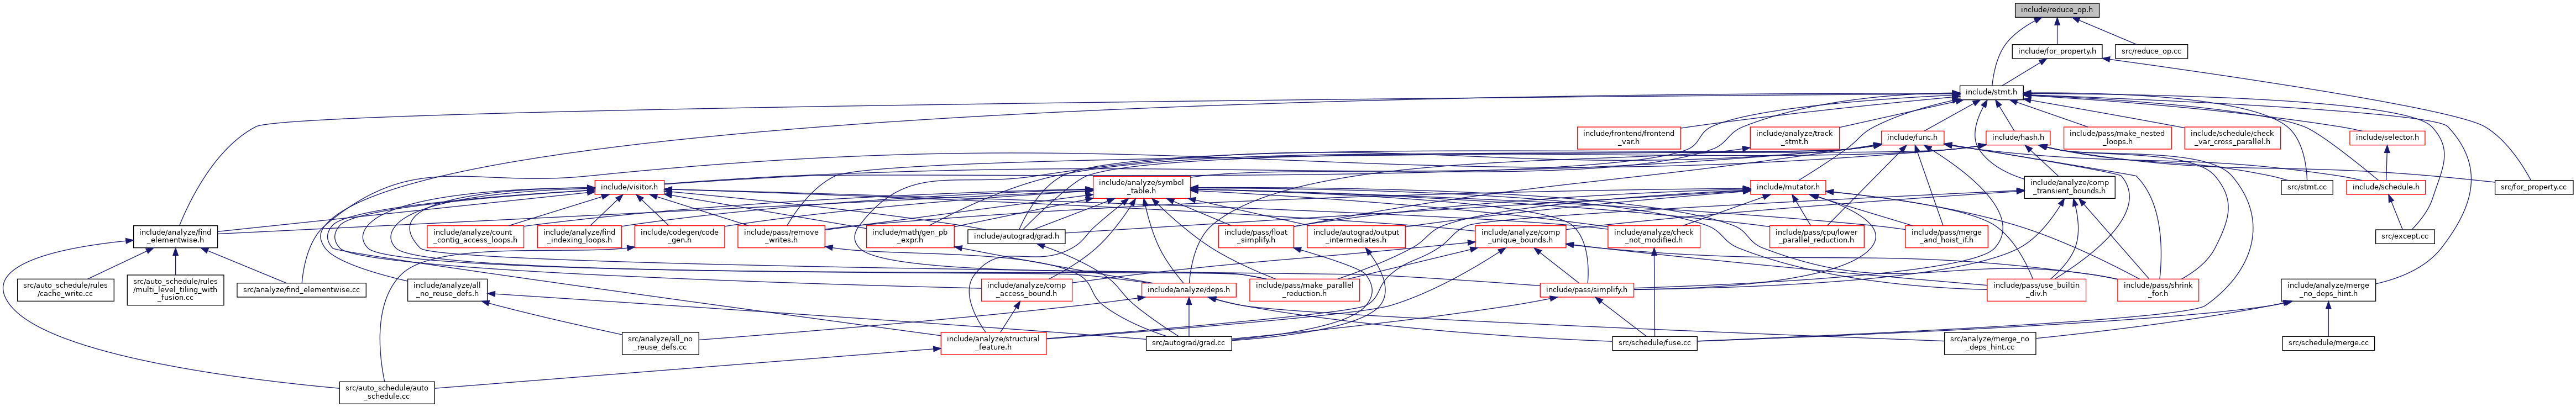 include/reduce_op.h
include/for_property.h
src/reduce_op.cc
include/stmt.h
include/frontend/frontend
_var.h
include/analyze/track
_stmt.h
include/func.h
include/hash.h
include/pass/make_nested
_loops.h
include/schedule/check
_var_cross_parallel.h
include/selector.h
include/visitor.h
include/analyze/symbol
_table.h
include/mutator.h
include/analyze/comp
_transient_bounds.h
src/stmt.cc
include/schedule.h
src/for_property.cc
include/analyze/find
_elementwise.h
include/analyze/count
_contig_access_loops.h
include/analyze/find
_indexing_loops.h
include/codegen/code
_gen.h
include/pass/remove
_writes.h
include/math/gen_pb
_expr.h
include/autograd/grad.h
include/pass/float
_simplify.h
include/autograd/output
_intermediates.h
include/analyze/comp
_unique_bounds.h
include/analyze/check
_not_modified.h
include/pass/cpu/lower
_parallel_reduction.h
include/pass/merge
_and_hoist_if.h
src/except.cc
src/auto_schedule/rules
/cache_write.cc
src/auto_schedule/rules
/multi_level_tiling_with
_fusion.cc
src/analyze/find_elementwise.cc
include/analyze/all
_no_reuse_defs.h
include/analyze/comp
_access_bound.h
include/analyze/deps.h
include/pass/make_parallel
_reduction.h
include/pass/simplify.h
include/pass/use_builtin
_div.h
include/pass/shrink
_for.h
include/analyze/merge
_no_deps_hint.h
src/analyze/all_no
_reuse_defs.cc
include/analyze/structural
_feature.h
src/autograd/grad.cc
src/schedule/fuse.cc
src/analyze/merge_no
_deps_hint.cc
src/schedule/merge.cc
src/auto_schedule/auto
_schedule.cc